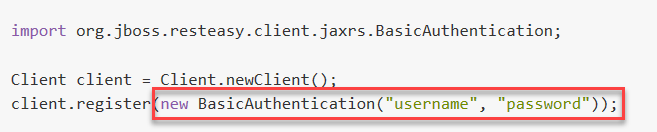 import org.jboss.resteasy.client.jaxrs.BasicAuthentication;
Client client = Client.newClient();
client.register(new BasicAuthentication("username", "password"));